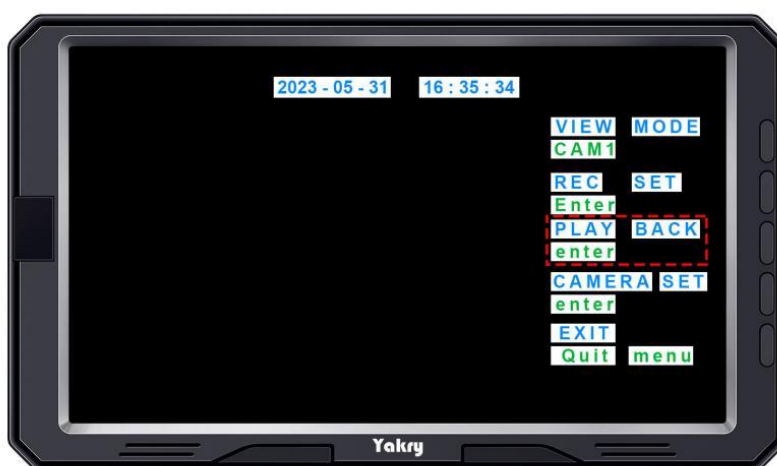 2023 - 05 - 31 16 : 35 : 34
VIEW MODE
CAM1
REC SET
Enter
PLAY BACK
enter
CAMERA SET
enter
EXIT
Quit menu
Yakry